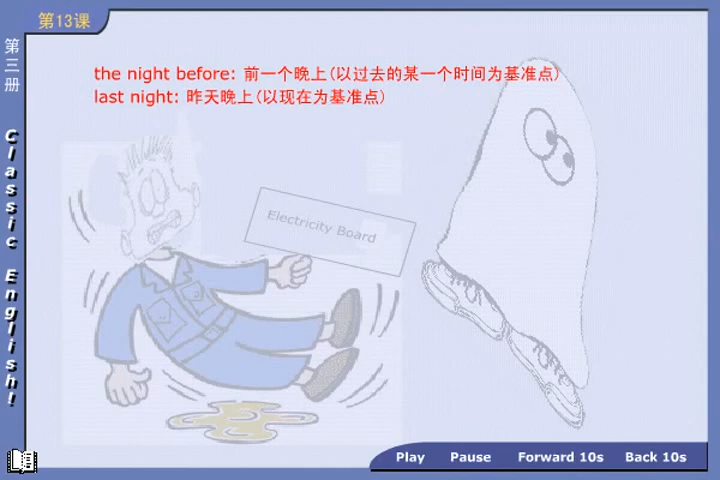 第13课
第三册
Classic English!
the night before: 前一个晚上(以过去的某一个时间为基准点)
last night: 昨天晚上(以现在为基准点)
Electricity Board
Play Pause Forward 10s Back 10s